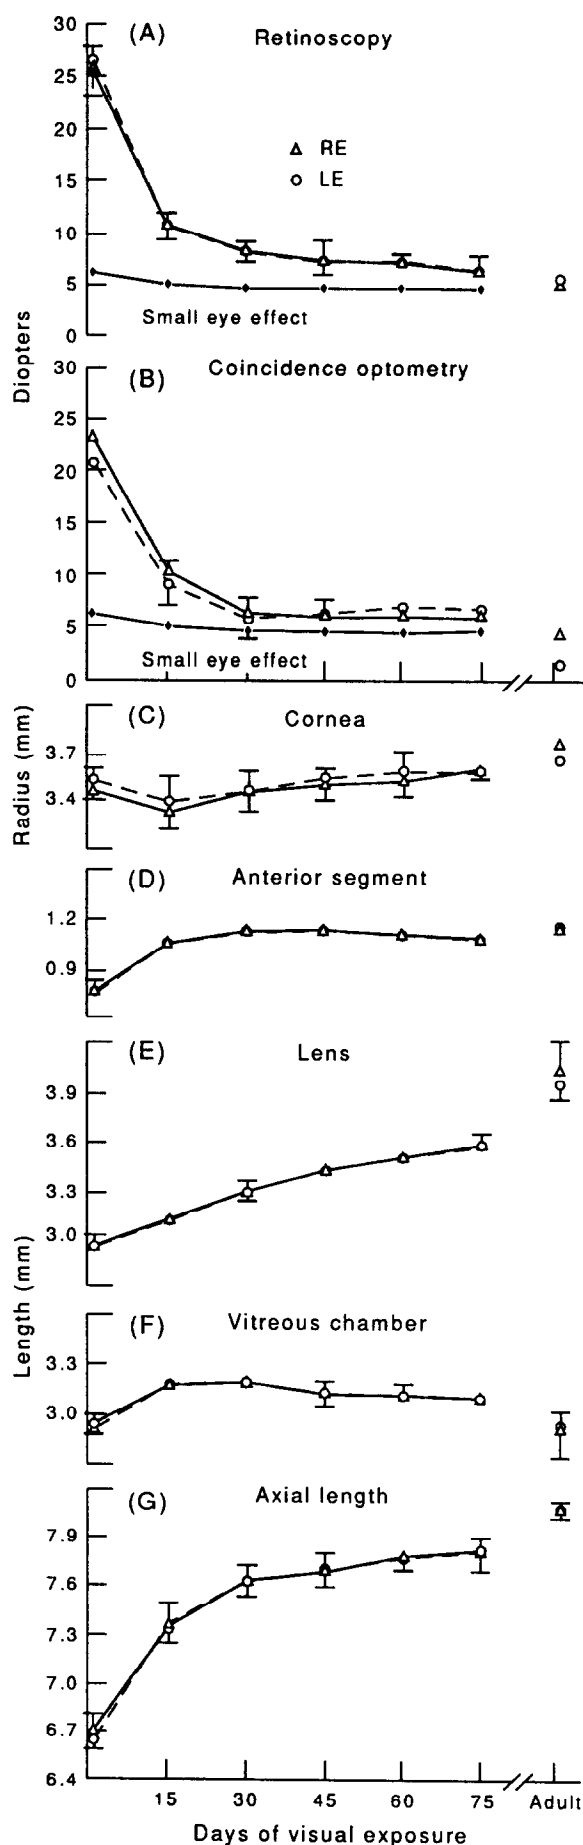 (A) Retinoscopy
30
25
20
15
10
5
0
△ RE
○ LE
Small eye effect
Diopters
(B) Coincidence optometry
30
25
20
15
10
5
0
Small eye effect
(C) Cornea
Radius (mm)
3.7
3.4
(D) Anterior segment
1.2
0.9
(E) Lens
3.9
3.6
3.3
3.0
Length (mm)
(F) Vitreous chamber
3.3
3.0
(G) Axial length
7.9
7.6
7.3
7.0
6.7
6.4
15 30 45 60 75 Adult
Days of visual exposure